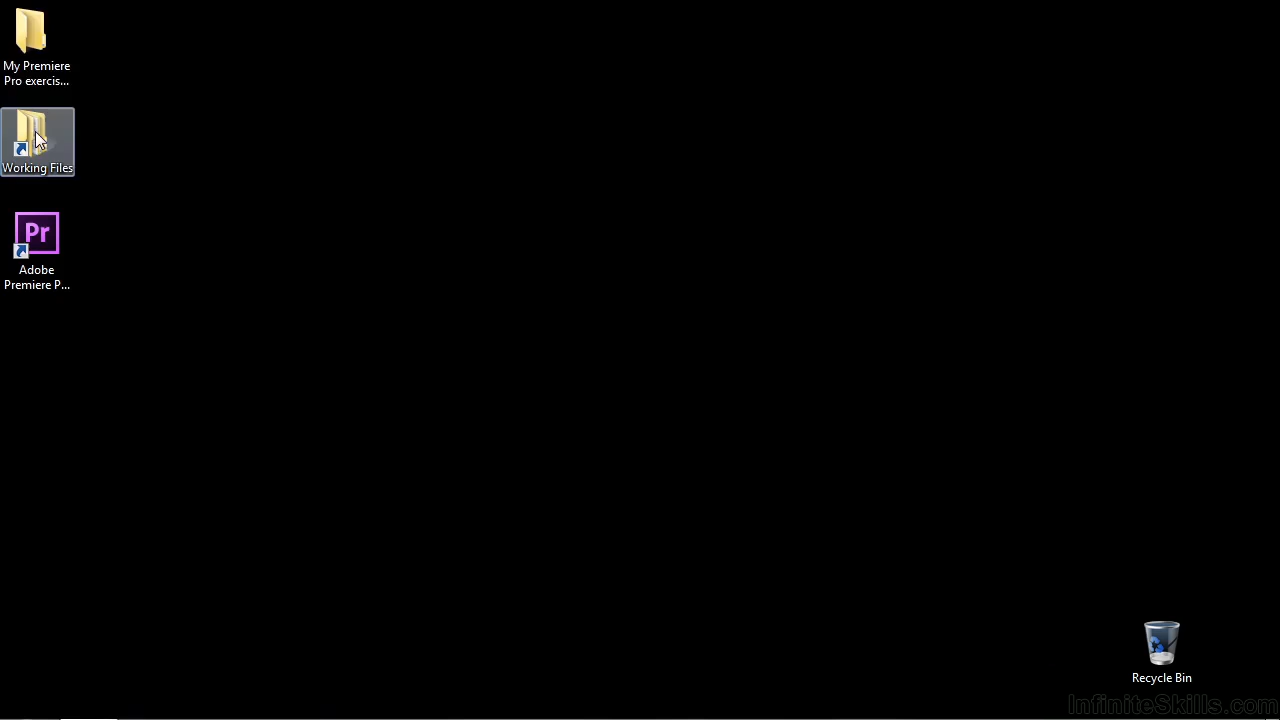 My Premiere
Pro exercis...
Working Files
Pr
Adobe
Premiere P...
Recycle Bin
InfiniteSkills.com